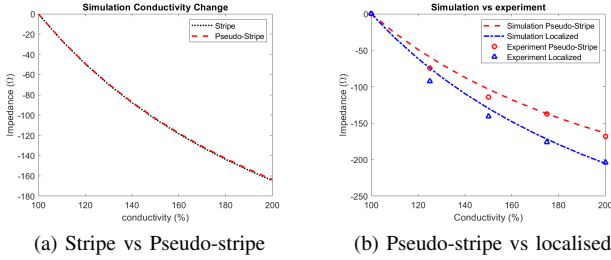 Simulation Conductivity Change
Stripe
Pseudo-Stripe
Impedance (Ω)
0
-20
-40
-60
-80
-100
-120
-140
-160
-180
100
120
140
160
180
200
conductivity (%)
(a) Stripe vs Pseudo-stripe
Simulation vs experiment
Simulation Pseudo-Stripe
Simulation Localized
Experiment Pseudo-Stripe
Experiment Localized
Impedance (Ω)
0
-50
-100
-150
-200
-250
100
120
140
160
180
200
Conductivity (%)
(b) Pseudo-stripe vs localised